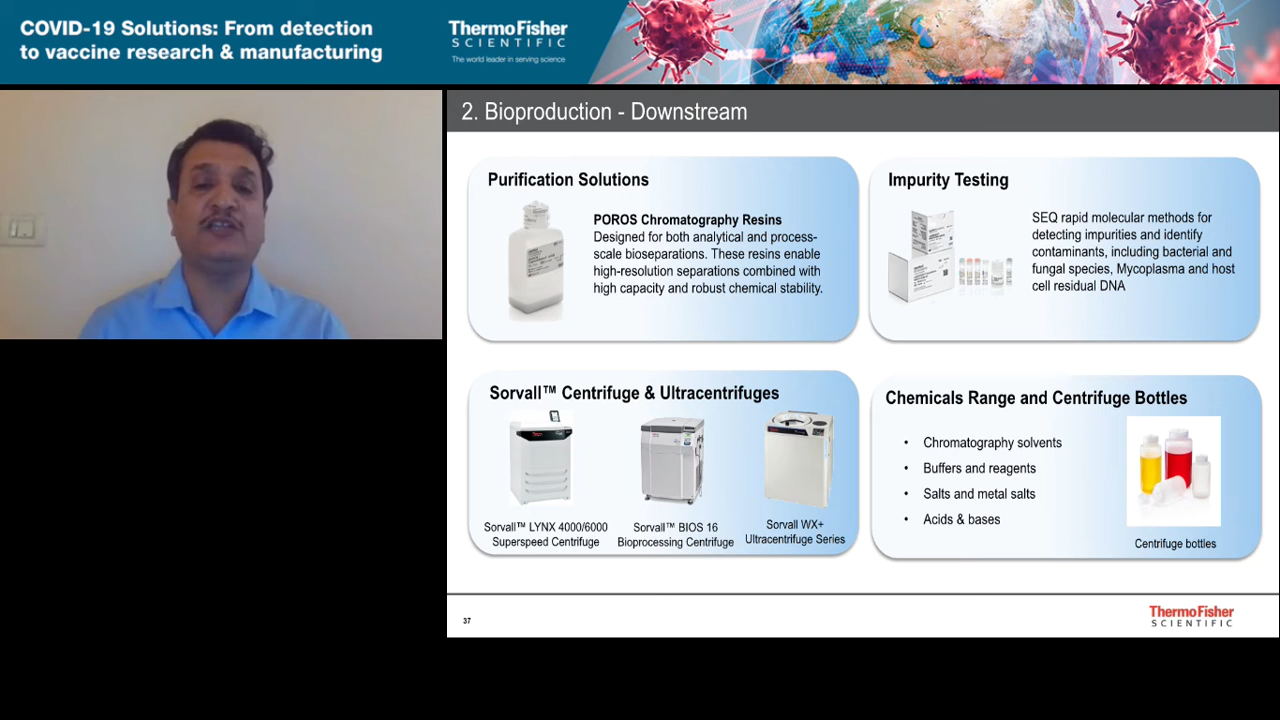 COVID-19 Solutions: From detection
to vaccine research & manufacturing
ThermoFisher
SCIENTIFIC
The world leader in serving science
2. Bioproduction - Downstream
Purification Solutions
POROS Chromatography Resins
Designed for both analytical and process-
scale bioseparations. These resins enable
high-resolution separations combined with
high capacity and robust chemical stability.
Impurity Testing
SEQ rapid molecular methods for
detecting impurities and identify
contaminants, including bacterial and
fungal species, Mycoplasma and host
cell residual DNA
Sorvall™ Centrifuge & Ultracentrifuges
Sorvall™ LYNX 4000/6000
Superspeed Centrifuge
Sorvall™ BIOS 16
Bioprocessing Centrifuge
Sorvall WX+
Ultracentrifuge Series
Chemicals Range and Centrifuge Bottles
• Chromatography solvents
• Buffers and reagents
• Salts and metal salts
• Acids & bases
Centrifuge bottles
37
ThermoFisher
SCIENTIFIC